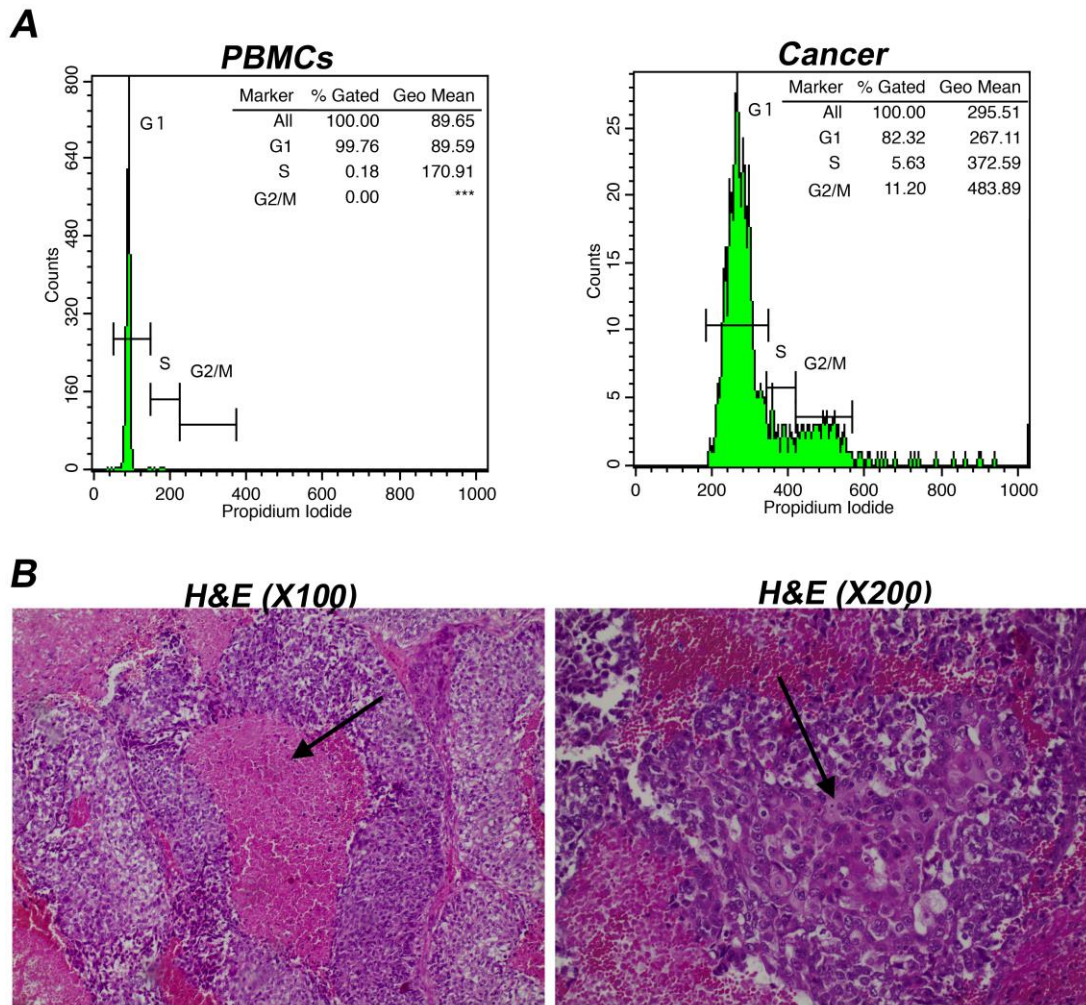 A
PBMCs
Marker % Gated Geo Mean
All 100.00 89.65
G1 99.76 89.59
S 0.18 170.91
G2/M 0.00 ***
G1
S
G2/M
800
640
480
320
160
0
Counts
0 200 400 600 800 1000
Propidium Iodide
Cancer
Marker % Gated Geo Mean
All 100.00 295.51
G1 82.32 267.11
S 5.63 372.59
G2/M 11.20 483.89
G1
S
G2/M
25
20
15
10
5
0
Counts
0 200 400 600 800 1000
Propidium Iodide
B
H&E (X100)
H&E (X200)